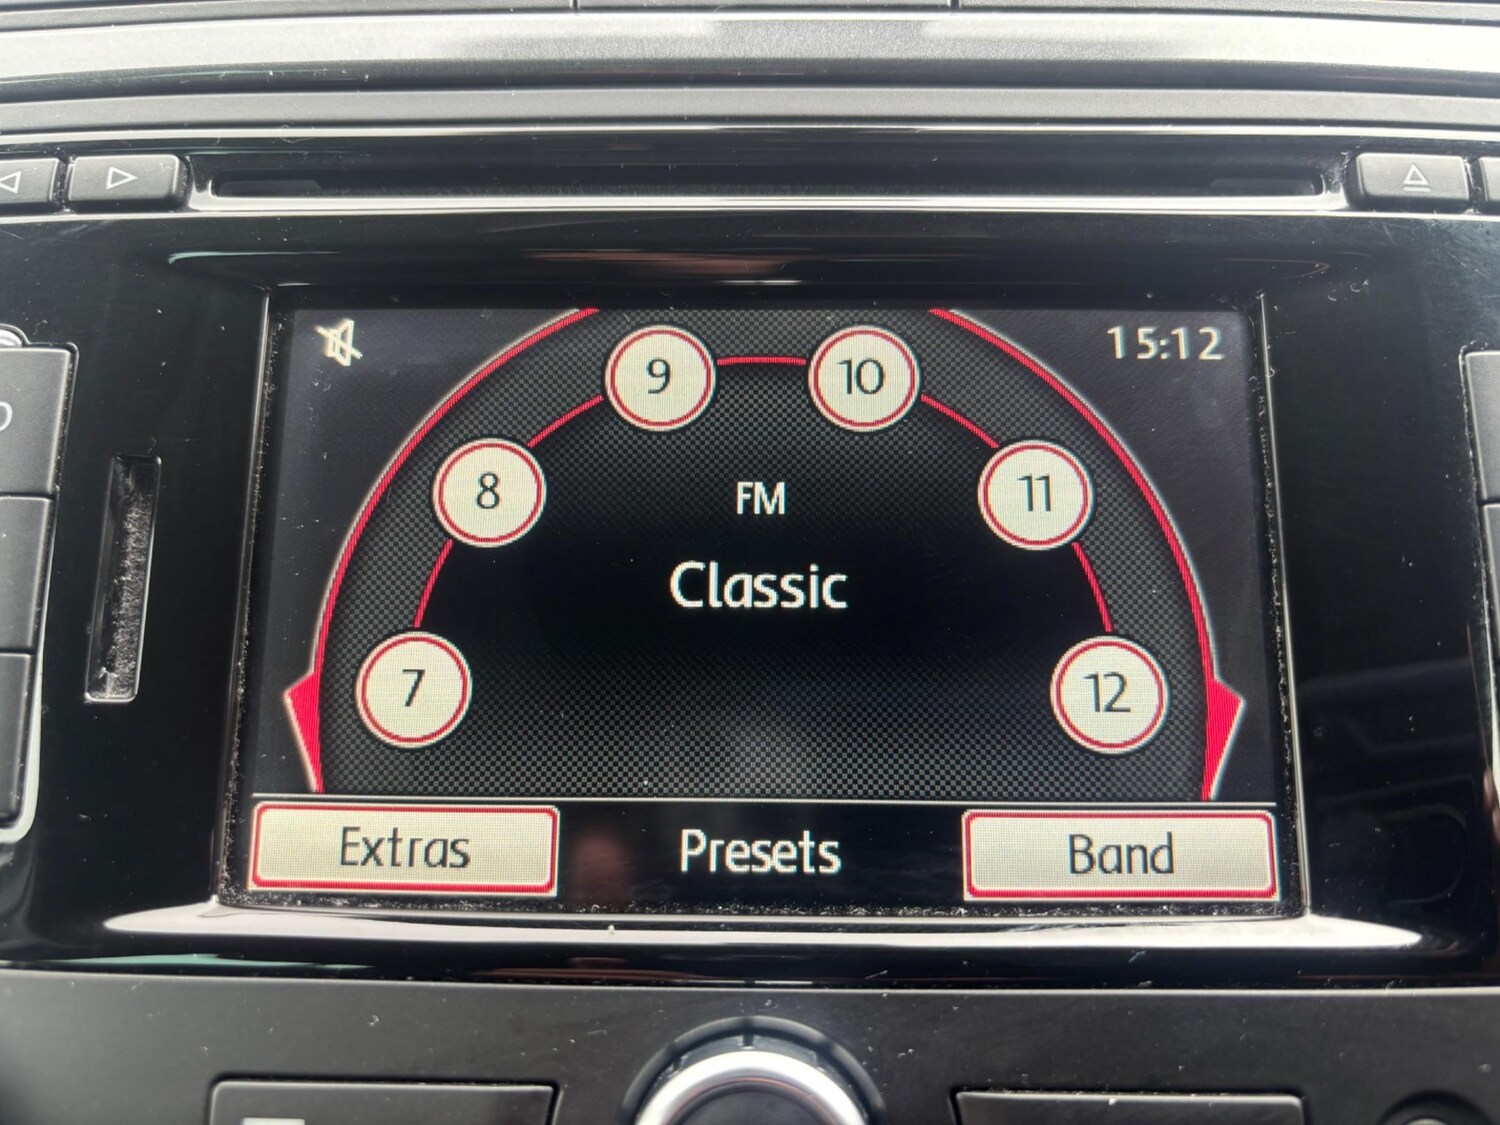 15:12
9 10
8 11
FM
Classic
7 12
Extras Presets Band